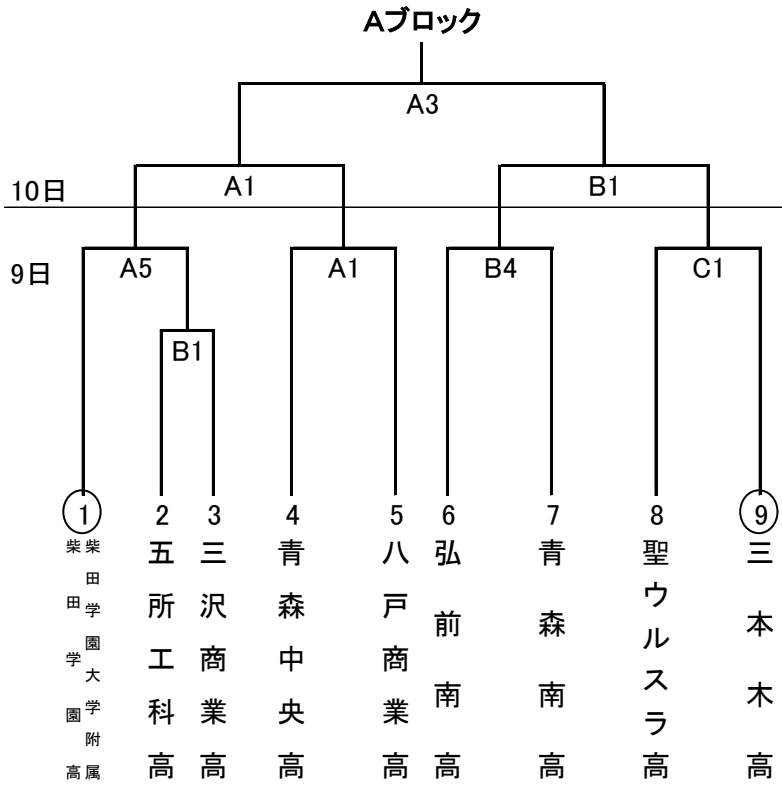 Aブロック
A3
A1
B1
10日
9日
A5
A1
B4
C1
B1
1
2
3
4
5
6
7
8
9
柴田学園大学附属
柴田学園高
五所工科高
三沢商業高
青森中央高
八戸商業高
弘前南高
青森南高
聖ウルスラ高
三本木高